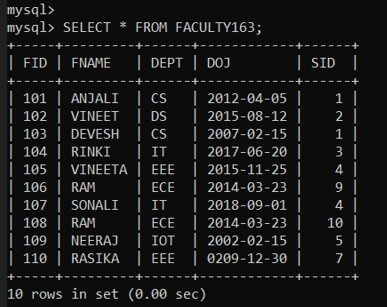 mysql>
mysql> SELECT * FROM FACULTY163;
+-----+---------+------+------------+------+
| FID | FNAME   | DEPT | DOJ        | SID  |
+-----+---------+------+------------+------+
| 101 | ANJALI  | CS   | 2012-04-05 |    1 |
| 102 | VINEET  | DS   | 2015-08-12 |    2 |
| 103 | DEVESH  | CS   | 2007-02-15 |    1 |
| 104 | RINKI   | IT   | 2017-06-20 |    3 |
| 105 | VINEETA | EEE  | 2015-11-25 |    4 |
| 106 | RAM     | ECE  | 2014-03-23 |    9 |
| 107 | SONALI  | IT   | 2018-09-01 |    4 |
| 108 | RAM     | ECE  | 2014-03-23 |   10 |
| 109 | NEERAJ  | IOT  | 2002-02-15 |    5 |
| 110 | RASIKA  | EEE  | 0209-12-30 |    7 |
+-----+---------+------+------------+------+
10 rows in set (0.00 sec)